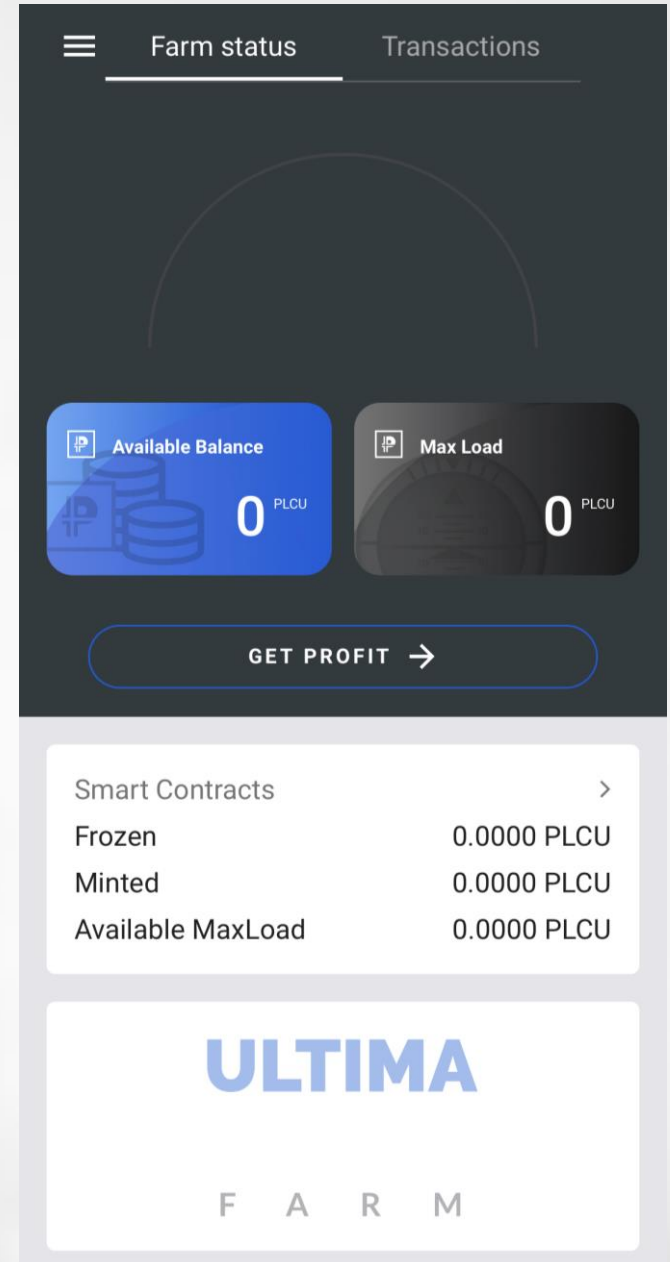 Farm status Transactions
Available Balance
0 PLCU
Max Load
0 PLCU
GET PROFIT →
Smart Contracts >
Frozen 0.0000 PLCU
Minted 0.0000 PLCU
Available MaxLoad 0.0000 PLCU
ULTIMA
FARM